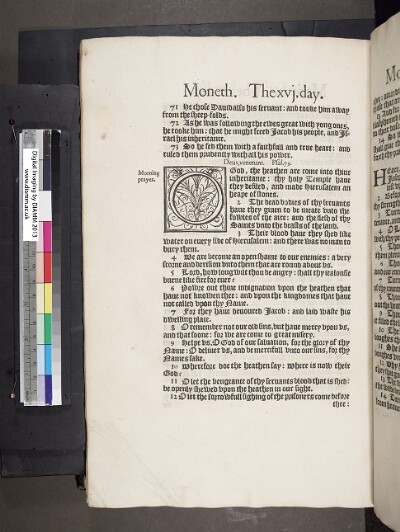 Moneth. The xvj. day.
71 He chose Dauid also his seruant: and tooke him away
from the sheep folds.
72 As he was following the ewes great with yong ones,
he tooke him: that he might feed Jacob his people, and Is-
rael his inheritance.
73 So he fed them with a faithfull and true heart: and
ruled them prudently with all his power.
Deus, venerunt. Psal.79.
Morning
prayer.
O God, the heathen are come into thine
inheritance: thy holy Temple haue
they defiled, and made Hierusalem an
heape of stones.
2 The dead bodies of thy seruants
haue they giuen to be meate vnto the
fowles of the aire: and the flesh of thy
Saints vnto the beasts of the land.
3 Their blood haue they shed like
water on euery side of Hierusalem: and there was no man to
bury them.
4 We are become an open shame to our enemies: a very
scorne and derision vnto them that are round about vs.
5 Lord, how long wilt thou be angry: shall thy iealousie
burne like fire for euer?
6 Powre out thine indignation vpon the heathen that
haue not knowen thee: and vpon the kingdomes that haue
not called vpon thy Name.
7 For they haue deuoured Jacob: and laid waste his
dwelling place.
8 O remember not our old sins, but haue mercy vpon vs,
and that soone: for we are come to great misery.
9 Helpe vs, O God of our saluation, for the glory of thy
Name: O deliuer vs, and be mercifull vnto our sins, for thy
Names sake.
10 Wherefore doe the heathen say: where is now their
God?
11 O let the vengeance of thy seruants blood that is shed:
be openly shewed vpon the heathen in our sight.
12 O let the sorrowfull sighing of the prisoners come before
thee:
Digital Imaging by DIAMM 2013
www.diamm.ac.uk
Mo